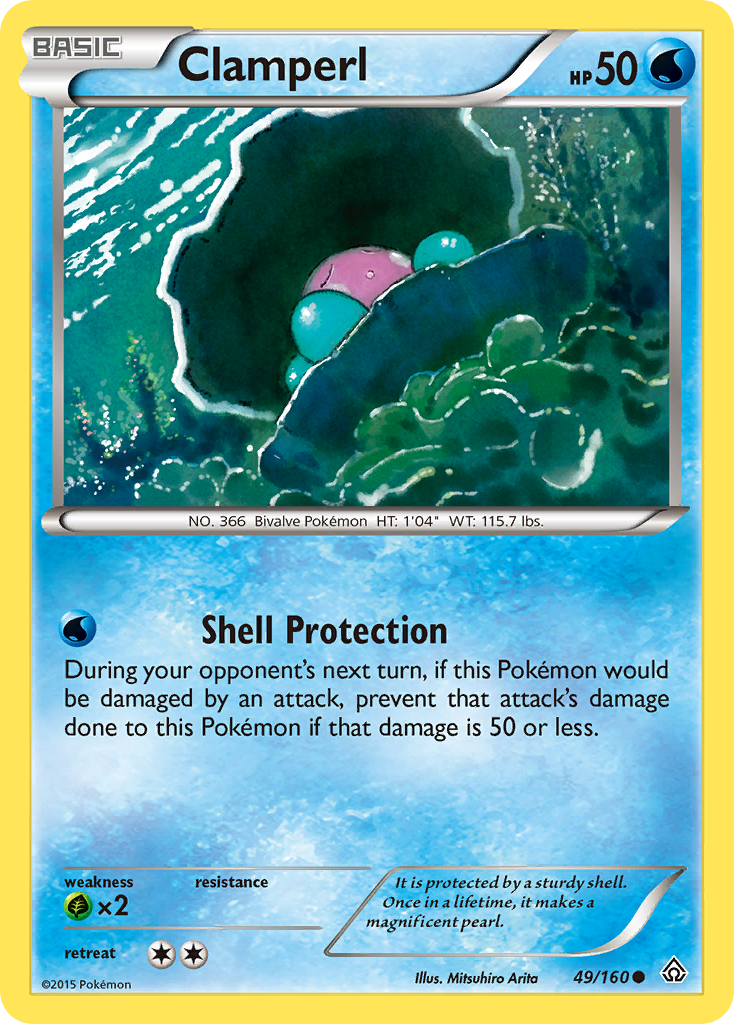 BASIC
Clamperl
HP 50
NO. 366 Bivalve Pokémon HT: 1'04" WT: 115.7 lbs.
Shell Protection
During your opponent's next turn, if this Pokémon would
be damaged by an attack, prevent that attack's damage
done to this Pokémon if that damage is 50 or less.
weakness
resistance
×2
retreat
It is protected by a sturdy shell.
Once in a lifetime, it makes a
magnificent pearl.
©2015 Pokémon
Illus. Mitsuhiro Arita
49/160